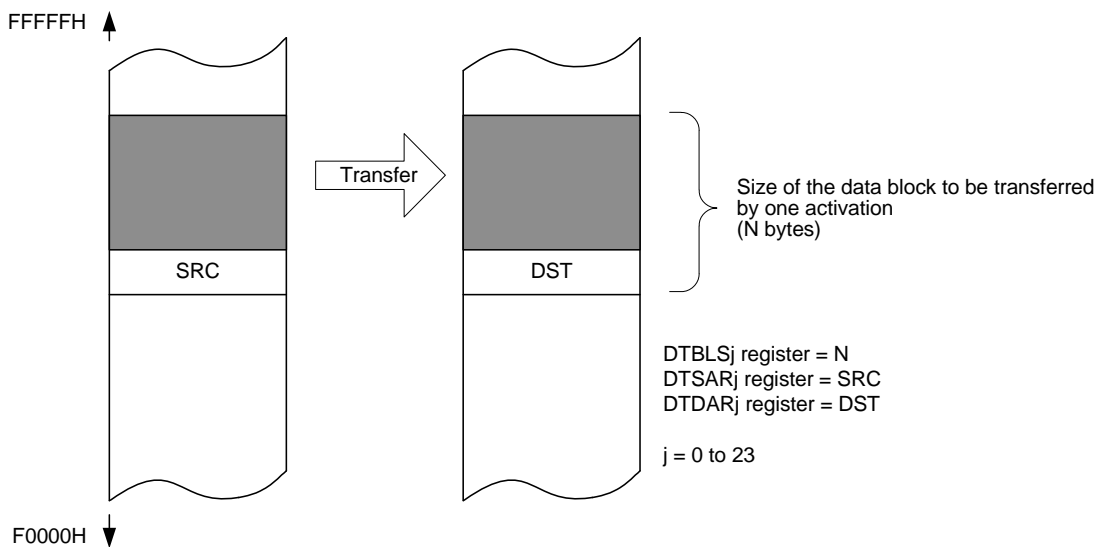 FFFFFH
Transfer
Size of the data block to be transferred
by one activation
(N bytes)
SRC
DST
DTBLSj register = N
DTSARj register = SRC
DTDARj register = DST
j = 0 to 23
F0000H